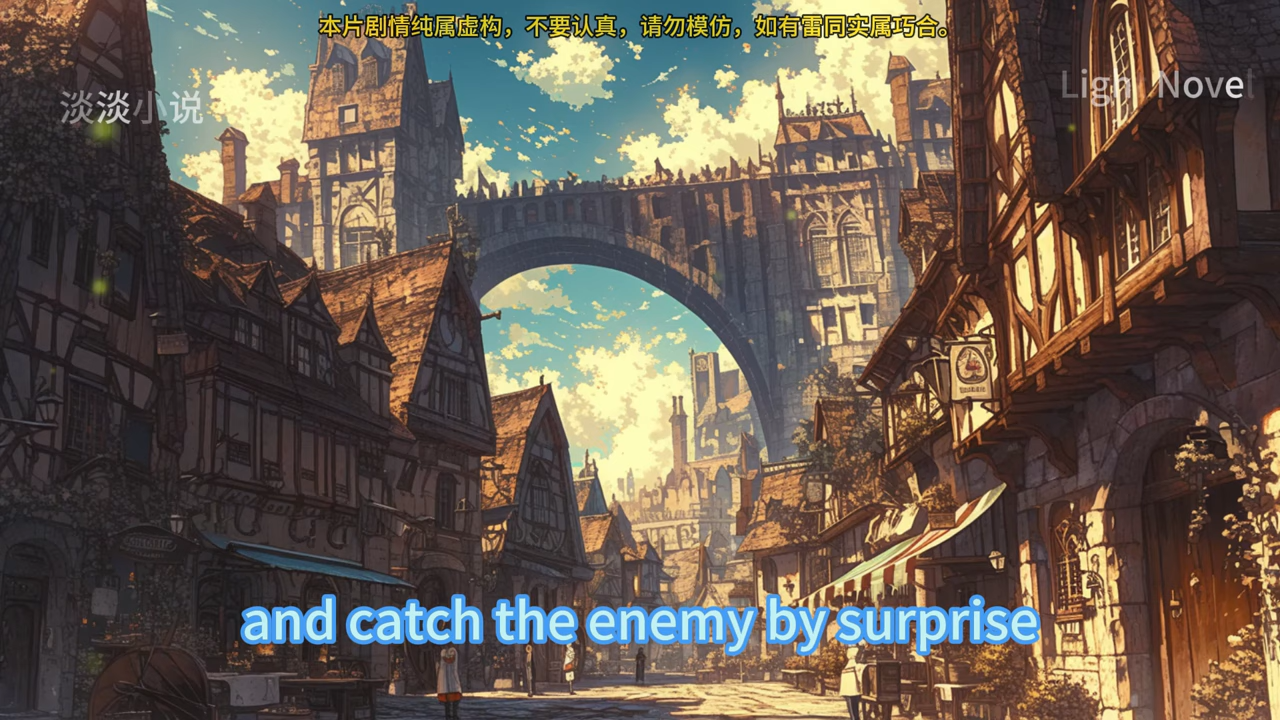 本片剧情纯属虚构，不要认真，请勿模仿，如有雷同实属巧合。
淡淡小说
Light Novel
and catch the enemy by surprise